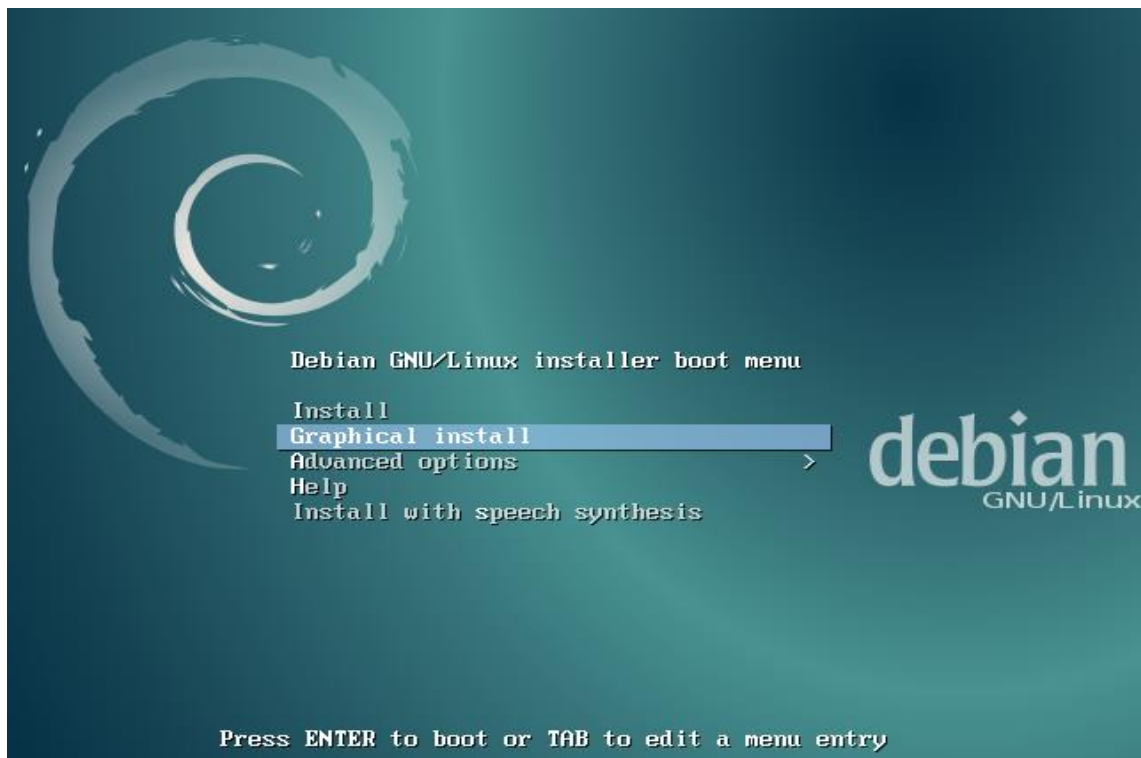 Debian GNU/Linux installer boot menu
Install
Graphical install
Advanced options >
Help
Install with speech synthesis
debian
GNU/Linux
Press ENTER to boot or TAB to edit a menu entry